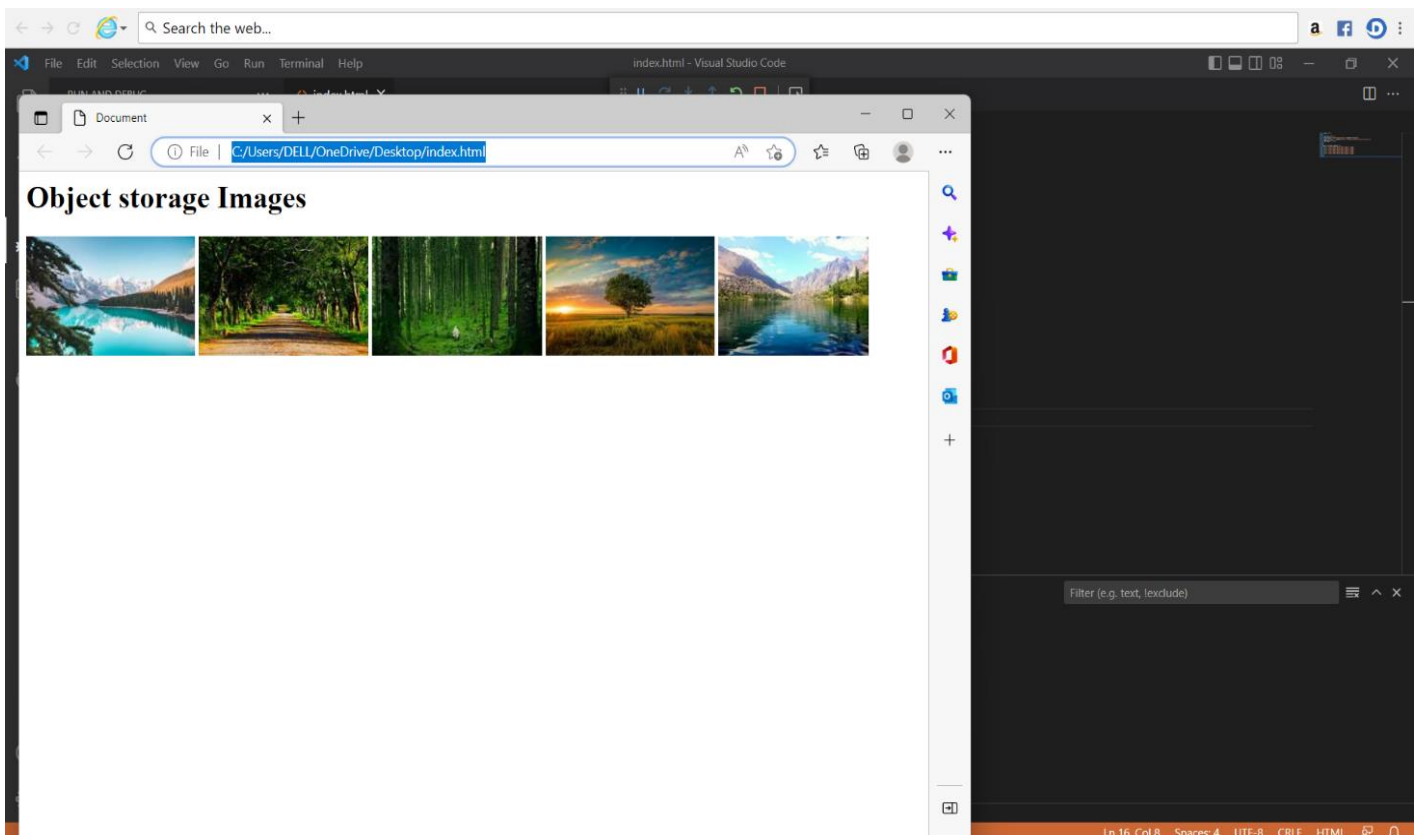 Search the web...
a
File Edit Selection View Go Run Terminal Help
index.html - Visual Studio Code
Document
File | C:/Users/DELL/OneDrive/Desktop/index.html
Object storage Images
Filter (e.g. text, !exclude)
Ln 16, Col 8 Spaces: 4 UTF-8 CRLF HTML